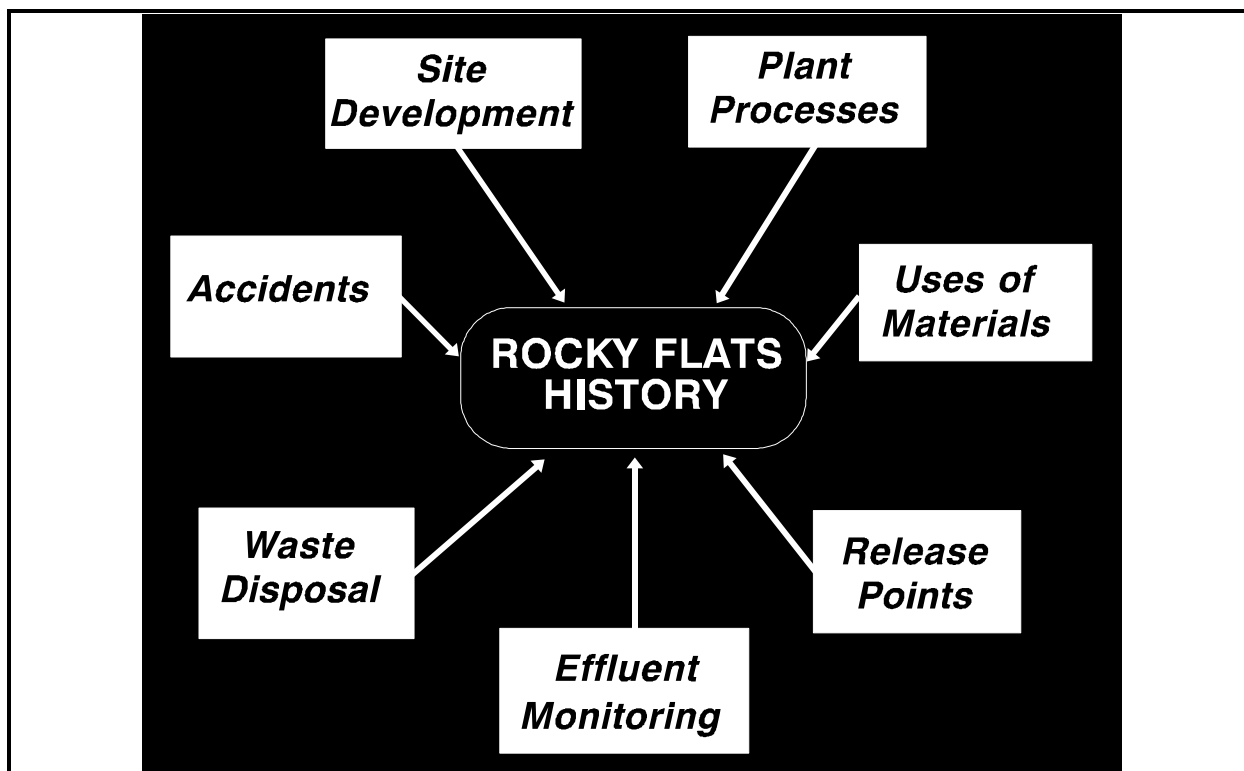 Site
Development
Plant
Processes
Accidents
Uses of
Materials
ROCKY FLATS
HISTORY
Waste
Disposal
Release
Points
Effluent
Monitoring